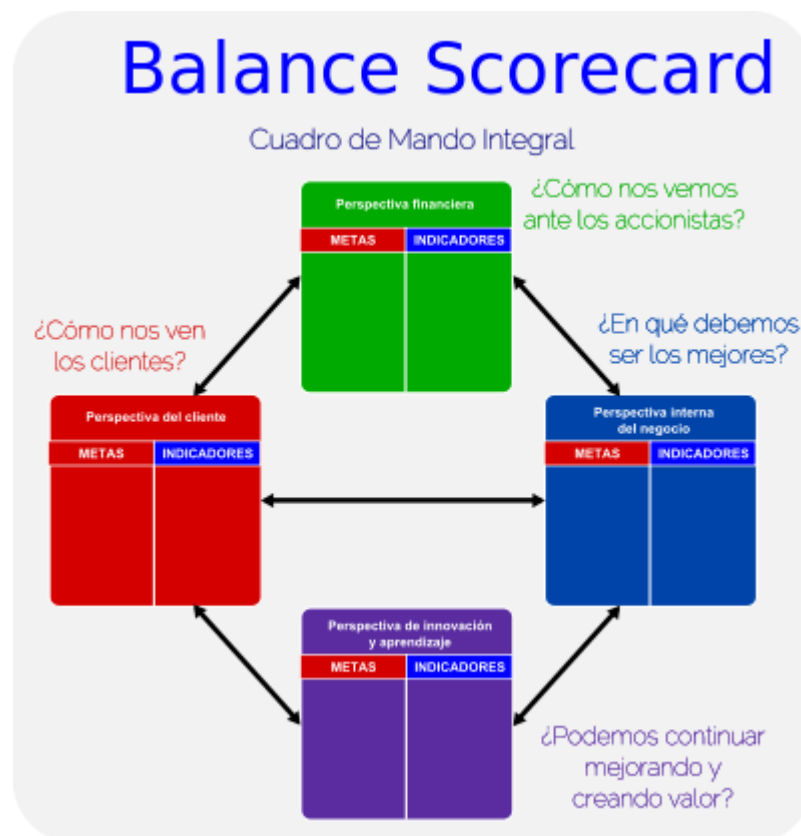 Balance Scorecard
Cuadro de Mando Integral
Perspectiva financiera
METAS INDICADORES
¿Cómo nos vemos
ante los accionistas?
¿Cómo nos ven
los clientes?
¿En qué debemos
ser los mejores?
Perspectiva del cliente
METAS INDICADORES
Perspectiva interna
del negocio
METAS INDICADORES
Perspectiva de innovación
y aprendizaje
METAS INDICADORES
¿Podemos continuar
mejorando y
creando valor?